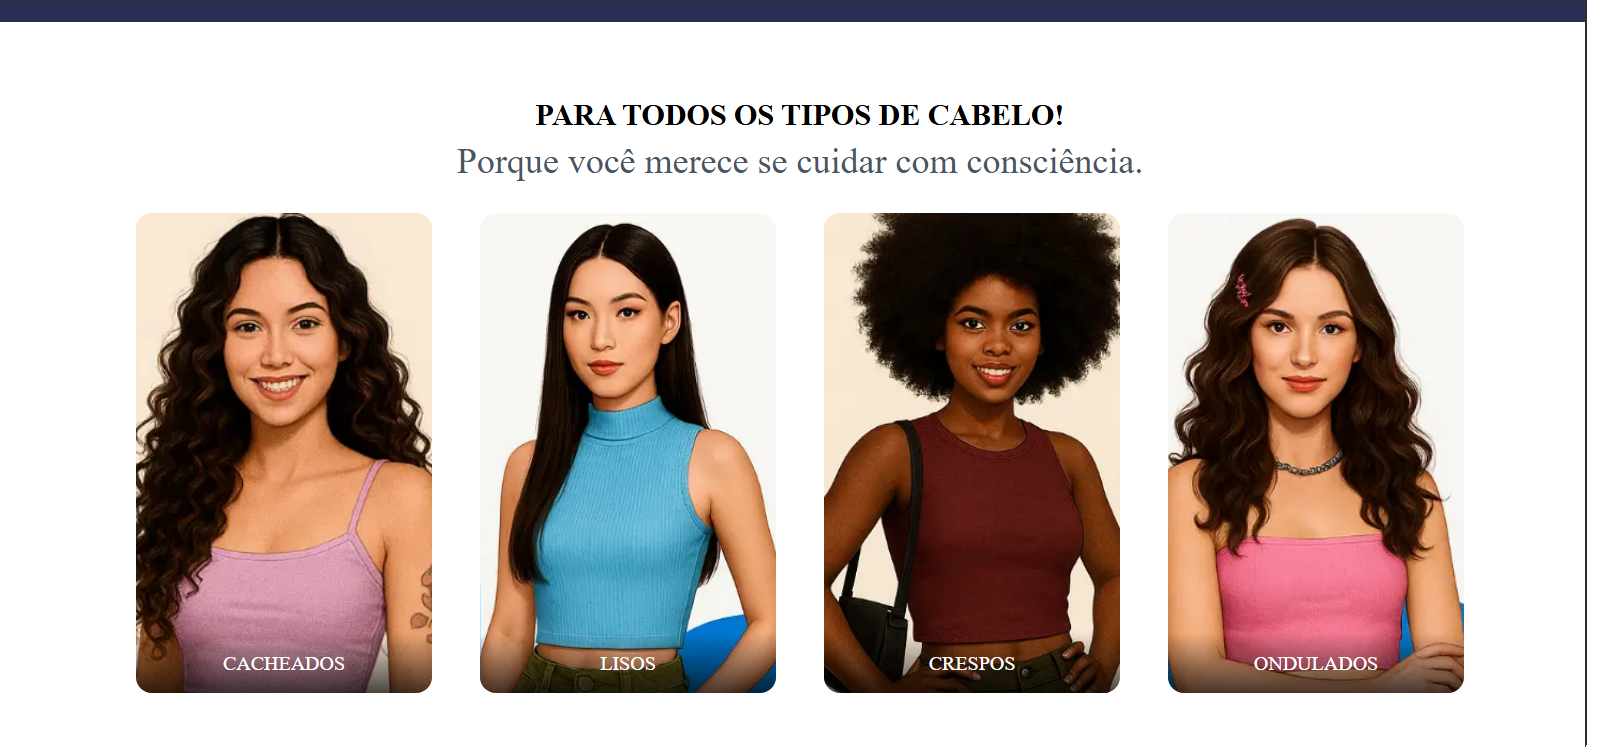 PARA TODOS OS TIPOS DE CABELO!
Porque você merece se cuidar com consciência.
CACHEADOS
LISOS
CRESPOS
ONDULADOS